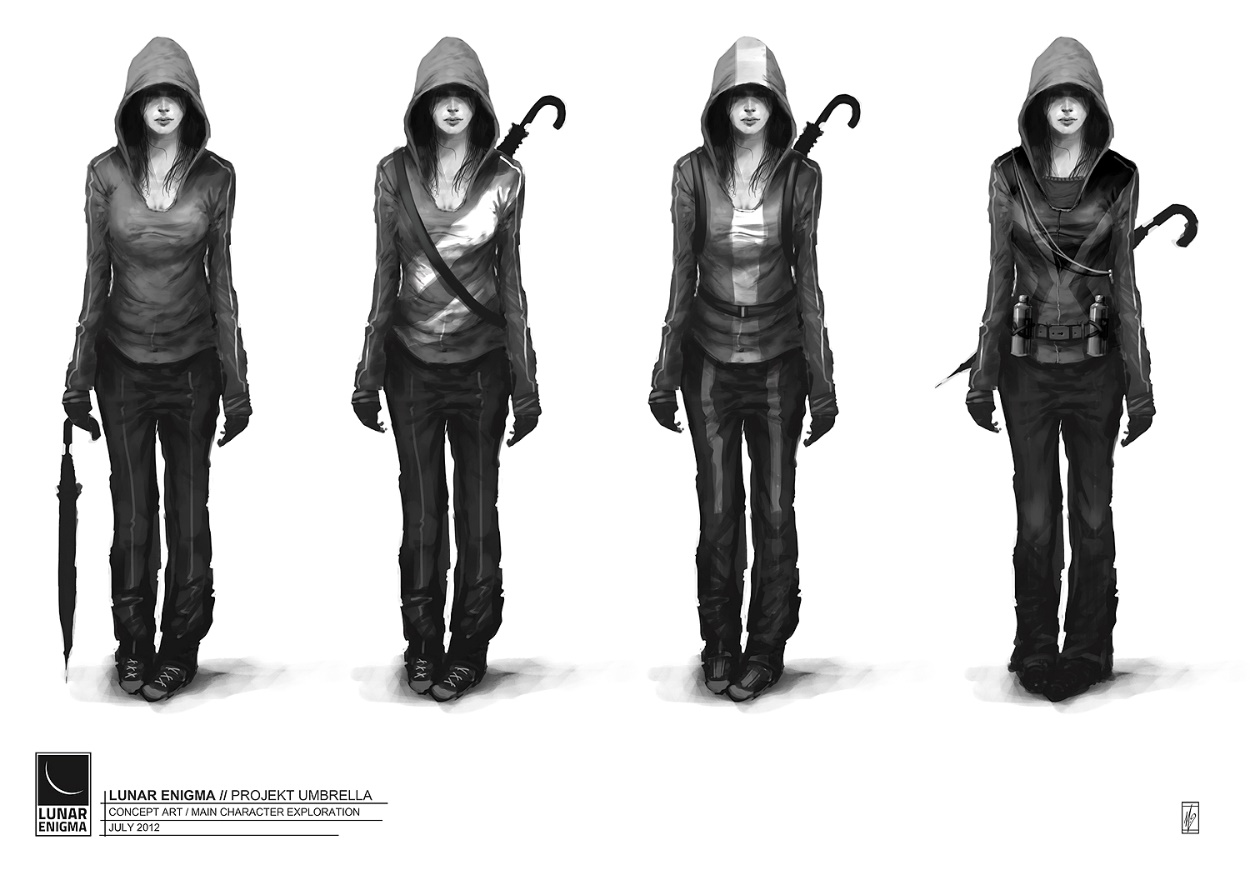 LUNAR ENIGMA // PROJEKT UMBRELLA
CONCEPT ART / MAIN CHARACTER EXPLORATION
JULY 2012
LUNAR
ENIGMA